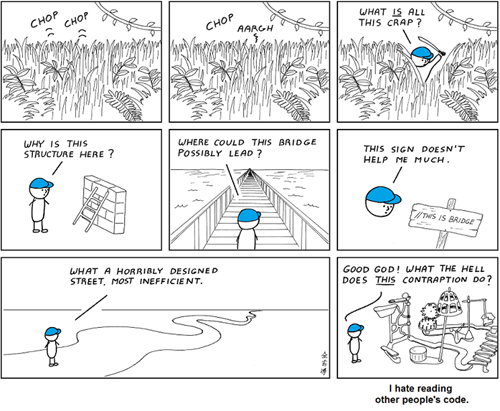 CHOP
CHOP
CHOP
AARGH
CHOP
WHAT IS ALL
THIS CRAP?
WHY IS THIS
STRUCTURE HERE?
WHERE COULD THIS BRIDGE
POSSIBLY LEAD?
THIS SIGN DOESN'T
HELP ME MUCH.
//THIS IS BRIDGE
WHAT A HORRIBLY DESIGNED
STREET. MOST INEFFICIENT.
GOOD GOD! WHAT THE HELL
DOES THIS CONTRAPTION DO?
I hate reading
other people's code.